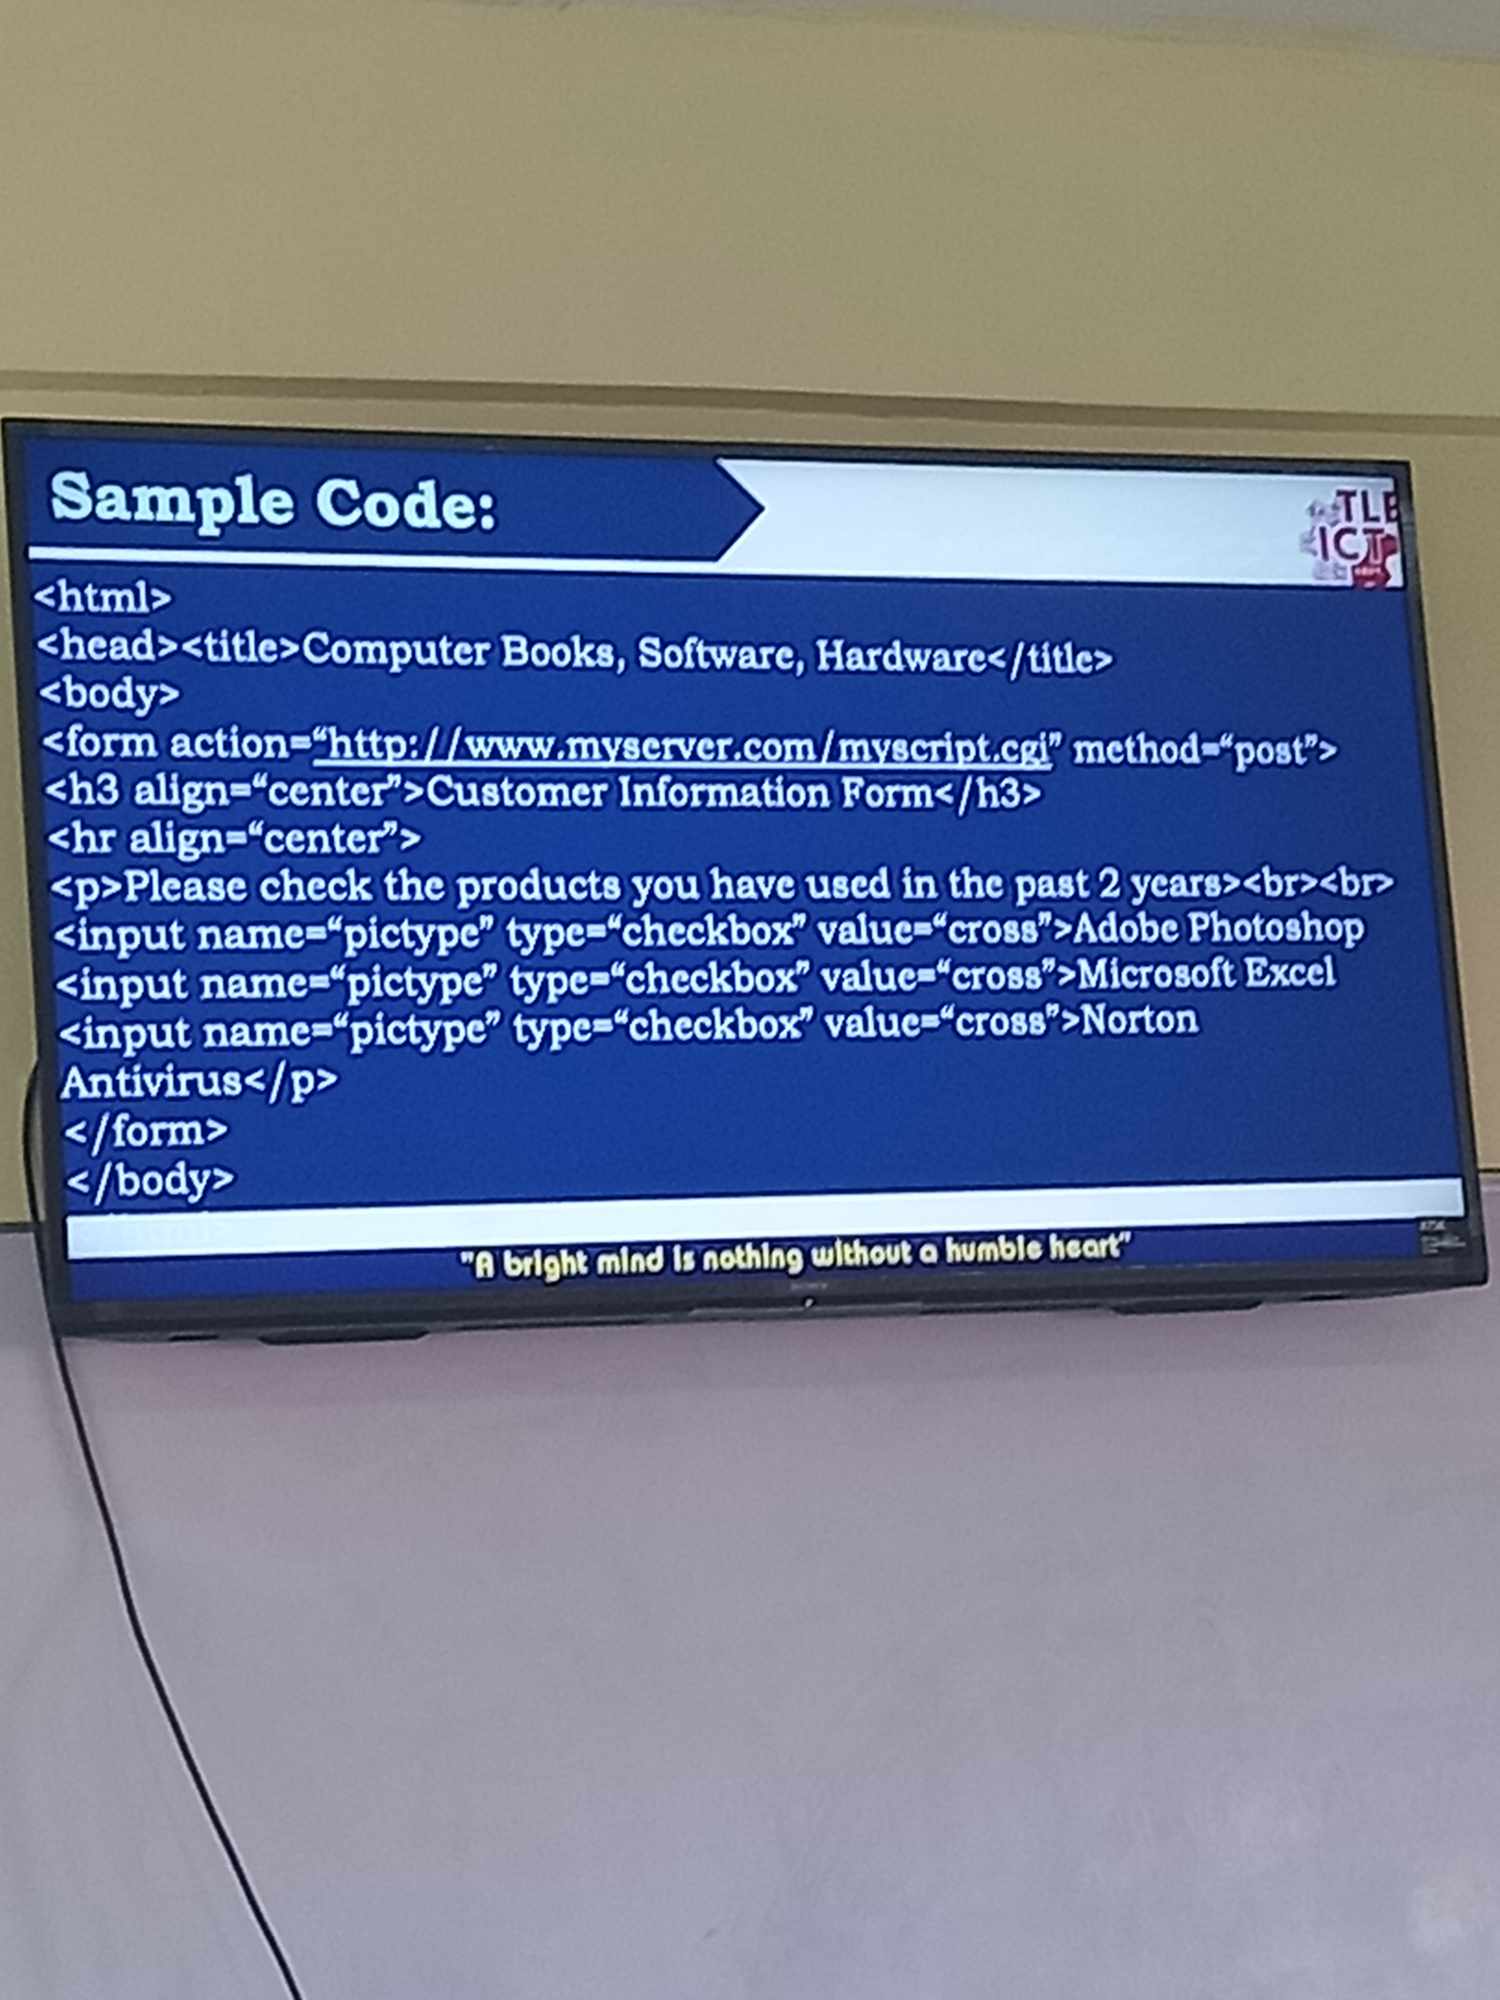 Sample Code:
TLE
ICT
<html>
<head><title>Computer Books, Software, Hardware</title>
<body>
<form action=“http://www.myserver.com/myscript.cgi” method=“post”>
<h3 align=“center”>Customer Information Form</h3>
<hr align=“center”>
<p>Please check the products you have used in the past 2 years><br><br>
<input name=“pictype” type=“checkbox” value=“cross”>Adobe Photoshop
<input name=“pictype” type=“checkbox” value=“cross”>Microsoft Excel
<input name=“pictype” type=“checkbox” value=“cross”>Norton
Antivirus</p>
</form>
</body>
"A bright mind is nothing without a humble heart"